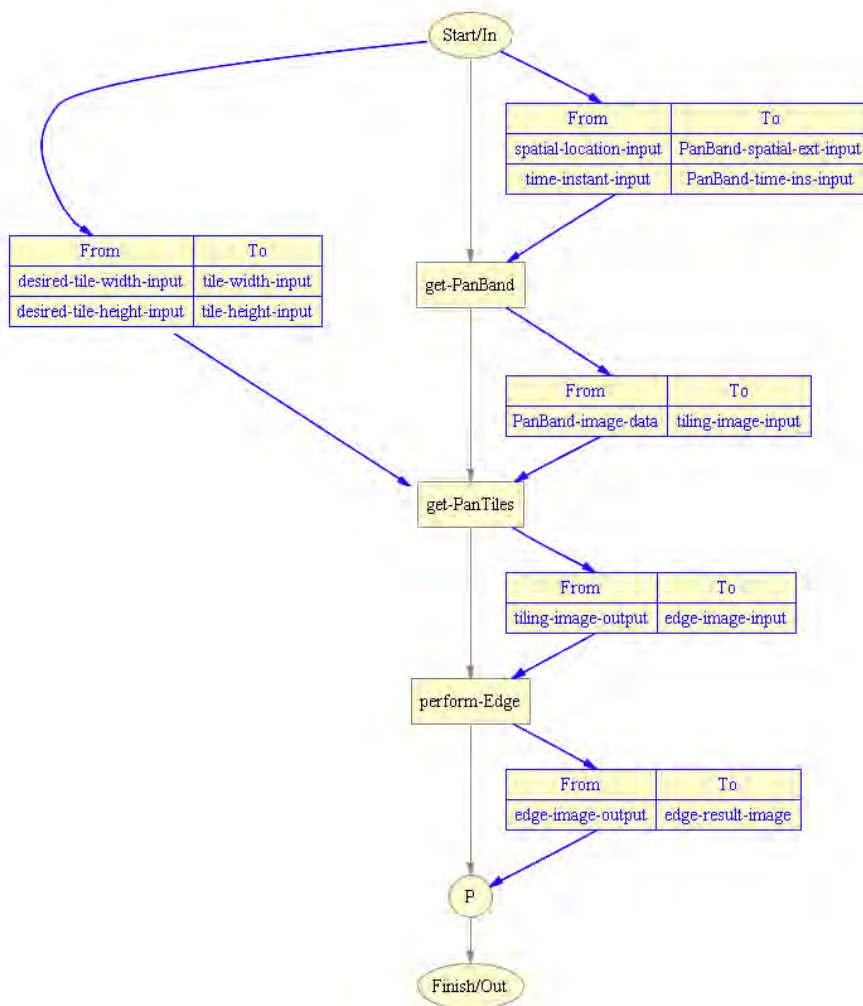 Start/In
From To
spatial-location-input PanBand-spatial-ext-input
time-instant-input PanBand-time-ins-input
From To
desired-tile-width-input tile-width-input
desired-tile-height-input tile-height-input
get-PanBand
From To
PanBand-image-data tiling-image-input
get-PanTiles
From To
tiling-image-output edge-image-input
perform-Edge
From To
edge-image-output edge-result-image
P
Finish/Out